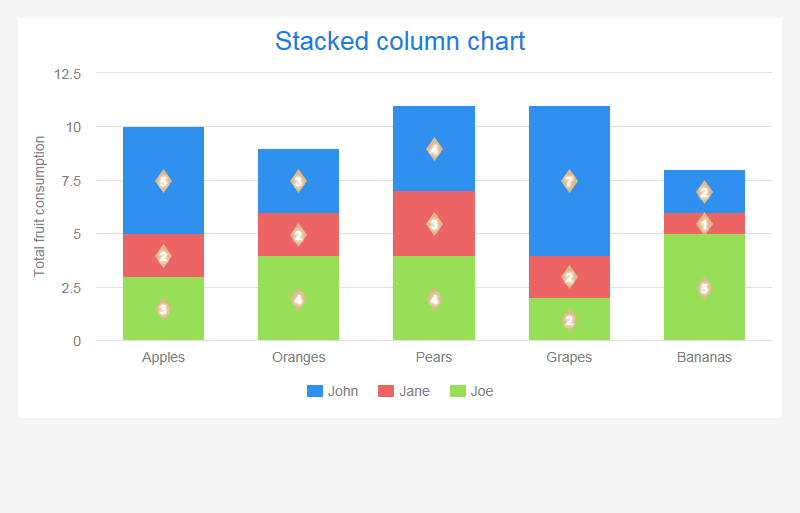 Stacked column chart
Total fruit consumption
12.5
10
7.5
5
2.5
0
5
3
4
7
2
2
2
3
2
1
3
4
4
2
5
Apples
Oranges
Pears
Grapes
Bananas
John
Jane
Joe